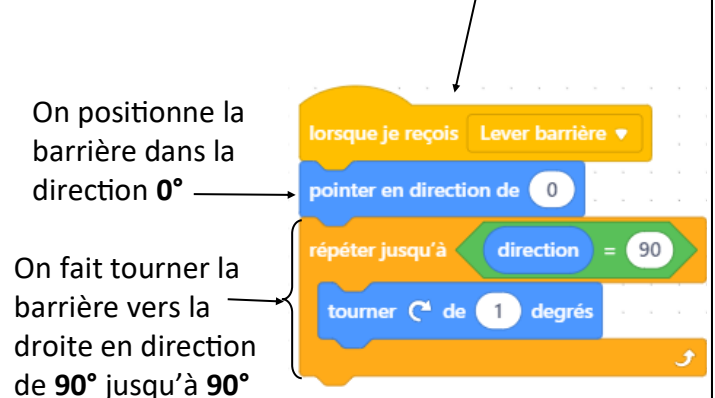 On positionne la
barrière dans la
direction 0°
lorsque je reçois Lever barrière
pointer en direction de 0
répéter jusqu'à direction = 90
tourner de 1 degrés
On fait tourner la
barrière vers la
droite en direction
de 90° jusqu'à 90°